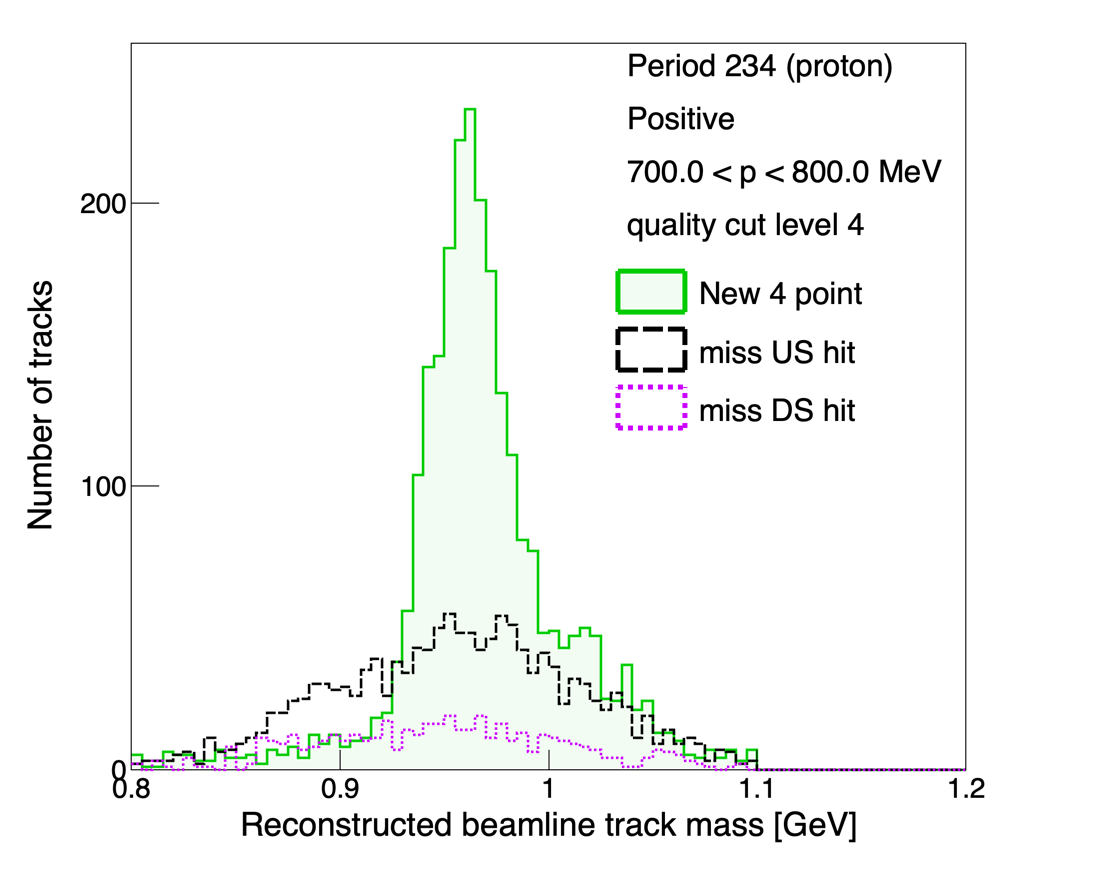 Period 234 (proton)
Positive
700.0 < p < 800.0 MeV
quality cut level 4
New 4 point
miss US hit
miss DS hit
Number of tracks
200
100
0
0.8 0.9 1 1.1 1.2
Reconstructed beamline track mass [GeV]